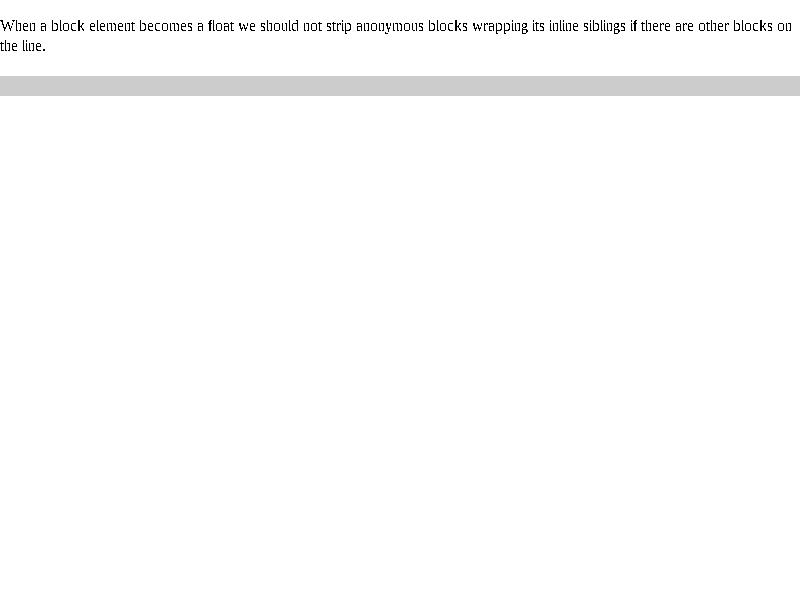 When a block element becomes a float we should not strip anonymous blocks wrapping its inline siblings if there are other blocks on
the line.